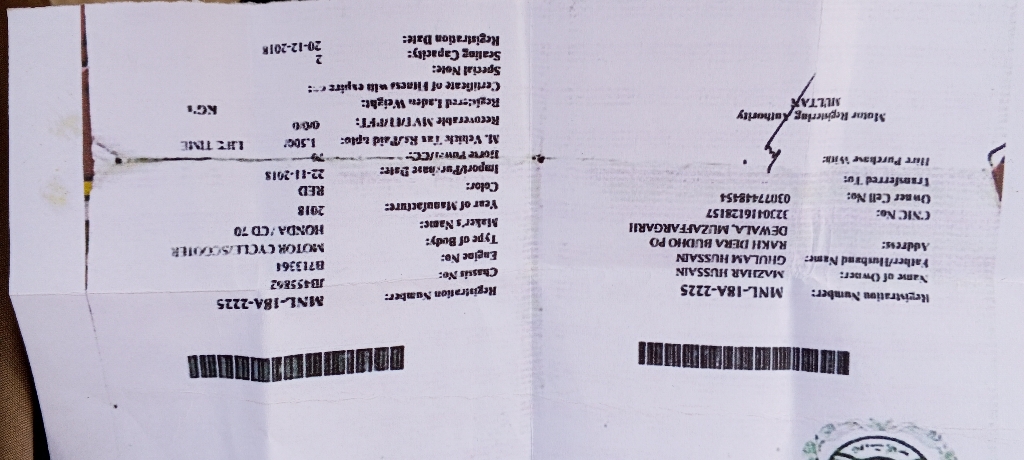 Registration Number: MNL-18A-2225
Name of Owner: MAZHAR HUSSAIN
Father/Husband Name: GHULAM HUSSAIN
Address: RAKH DERA BUDHO PO
DEWALA, MUZAFFARGARH
CNIC No: 3230416128157
Owner Cell No: 03077448454
Transferred To:
Hire Purchase With:
Motor Registering Authority
MULTAN
Registration Number: MNL-18A-2225
Chassis No: JB455862
Engine No: B713364
Type of Body: MOTOR CYCLE/SCOOTER
Maker's Name: HONDA / CD 70
Year of Manufacture: 2018
Color: RED
Import/Purchase Date: 22-11-2018
Horse Power/CC:
M. Vehicle Tax Rs/Paid upto: 1,500/ LIFE TIME
Recoverable MVT/IT/PT: 0/0/0
Registered Laden Weight: KG's
Certificate of Fitness will expire
Special Note:
Seating Capacity: 2
Registration Date: 20-12-2018